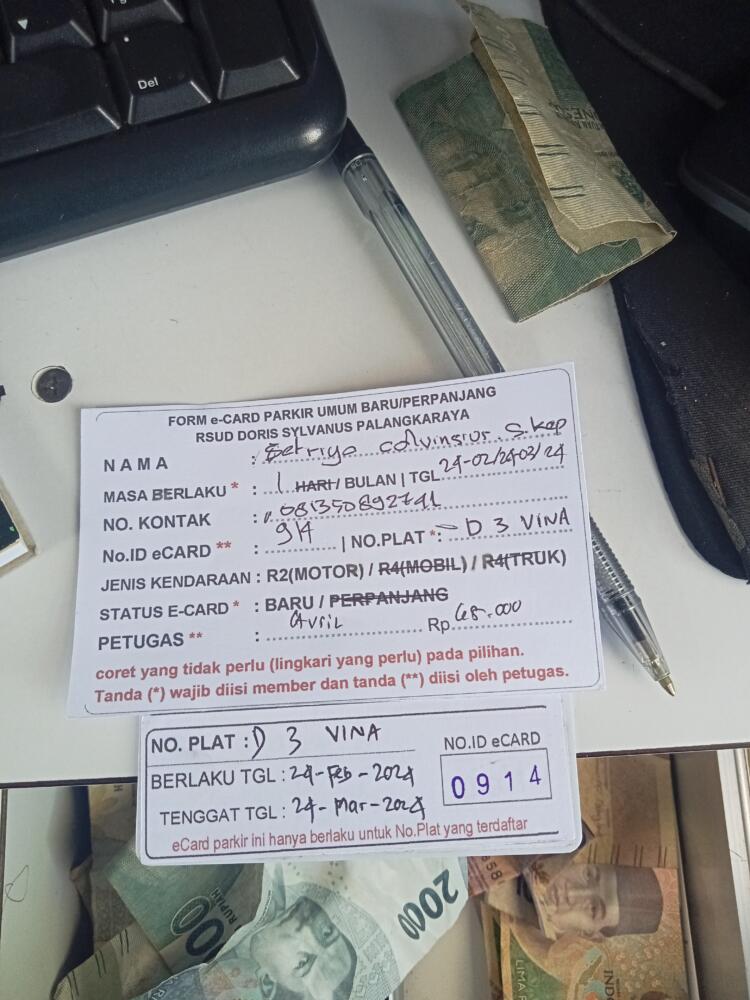 Del
FORM e-CARD PARKIR UMUM BARU/PERPANJANG
RSUD DORIS SYLVANUS PALANGKARAYA
NAMA : Satriyo calvinsius. S.kep
MASA BERLAKU * : 1 HARI / BULAN | TGL 24-02/24-03/24
NO. KONTAK : 081350892741
No.ID eCARD ** : 914 | NO.PLAT *: D 3 VINA
JENIS KENDARAAN : R2(MOTOR) / R4(MOBIL) / R4(TRUK)
STATUS E-CARD * : BARU / PERPANJANG
PETUGAS ** : Avril Rp 68.000
coret yang tidak perlu (lingkari yang perlu) pada pilihan.
Tanda (*) wajib diisi member dan tanda (**) diisi oleh petugas.
NO. PLAT : D 3 VINA
NO.ID eCARD
BERLAKU TGL : 24-Feb-2024
0914
TENGGAT TGL : 24-Mar-2024
eCard parkir ini hanya berlaku untuk No.Plat yang terdaftar
2000
RUPIAH